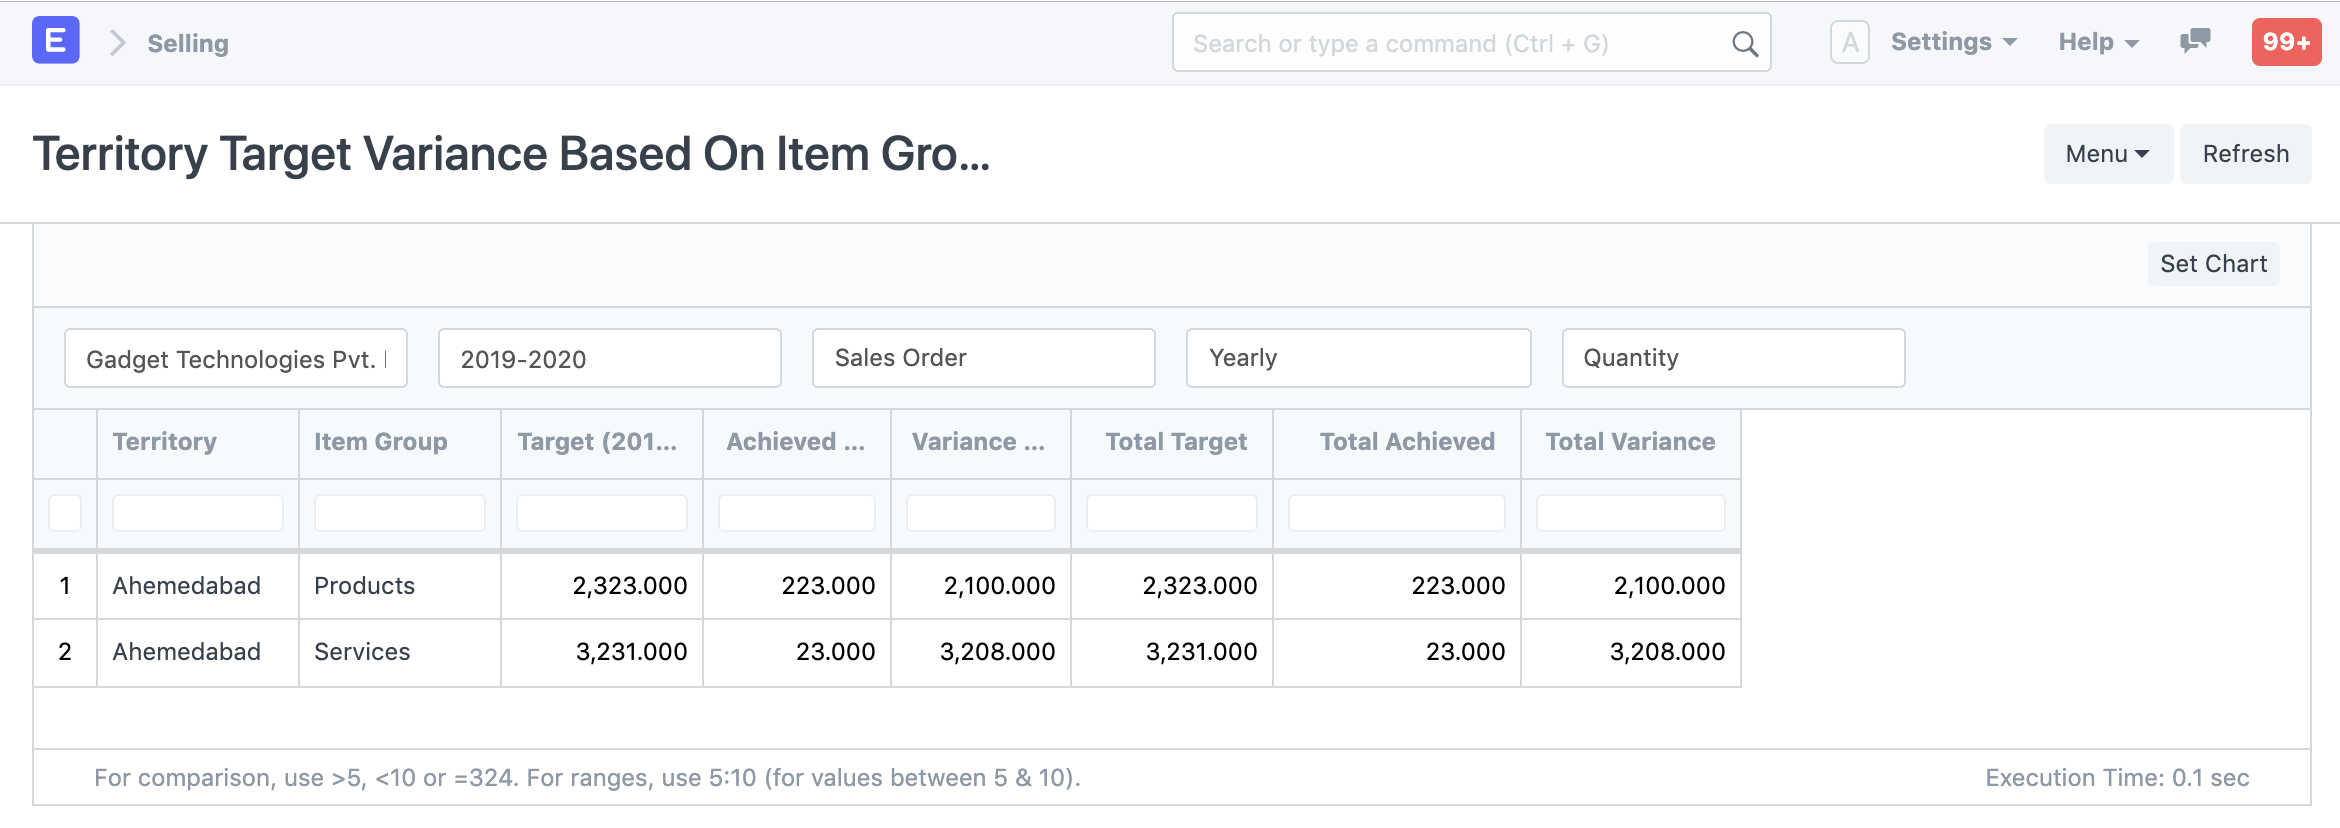 E > Selling Search or type a command (Ctrl + G) A Settings Help 99+
Territory Target Variance Based On Item Gro... Menu Refresh
Set Chart
Gadget Technologies Pvt. 2019-2020 Sales Order Yearly Quantity
Territory Item Group Target (201... Achieved ... Variance ... Total Target Total Achieved Total Variance
1 Ahemedabad Products 2,323.000 223.000 2,100.000 2,323.000 223.000 2,100.000
2 Ahemedabad Services 3,231.000 23.000 3,208.000 3,231.000 23.000 3,208.000
For comparison, use >5, <10 or =324. For ranges, use 5:10 (for values between 5 & 10). Execution Time: 0.1 sec